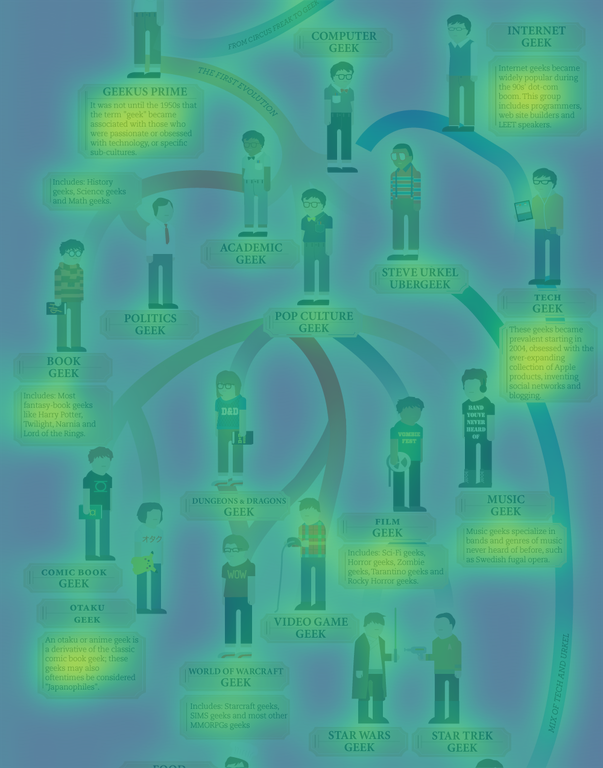 FROM CIRCUS FREAKS TO GEEK
COMPUTER
GEEK
INTERNET
GEEK
Internet geeks became
widely popular during
the 90s' dot-com
boom. This group
includes programmers,
web site builders and
LEET speakers.
THE FIRST EVOLUTION
GEEKUS PRIME
It was not until the 1950s that
the term "geek" became
associated with those who
were passionate or obsessed
with technology, or specific
sub-cultures.
Includes: History
geeks, Science geeks
and Math geeks.
ACADEMIC
GEEK
STEVE URKEL
UBERGEEK
TECH
GEEK
POLITICS
GEEK
POP CULTURE
GEEK
These geeks became
prevalent starting in
2004, obsessed with the
ever-expanding
collection of Apple
products, inventing
social networks and
blogging.
BOOK
GEEK
Includes: Most
fantasy-book geeks
like Harry Potter,
Twilight, Narnia and
Lord of the Rings.
D&D
ZOMBIE
FEST
BAND
YOU'VE
NEVER
HEARD
OF
DUNGEONS & DRAGONS
GEEK
MUSIC
GEEK
FILM
GEEK
Music geeks specialize in
bands and genres of music
never heard of before, such
as Swedish fugal opera.
Includes: Sci-Fi geeks,
Horror geeks, Zombie
geeks, Tarantino geeks and
Rocky Horror geeks.
オタク
WOW
COMIC BOOK
GEEK
OTAKU
GEEK
An otaku or anime geek is
a derivative of the classic
comic book geek; these
geeks may also
oftentimes be considered
"Japanophiles".
VIDEO GAME
GEEK
WORLD OF WARCRAFT
GEEK
Includes: Starcraft geeks,
SIMS geeks and most other
MMORPGs geeks
MIX OF TECH AND URKEL
STAR WARS
GEEK
STAR TREK
GEEK
FOOD